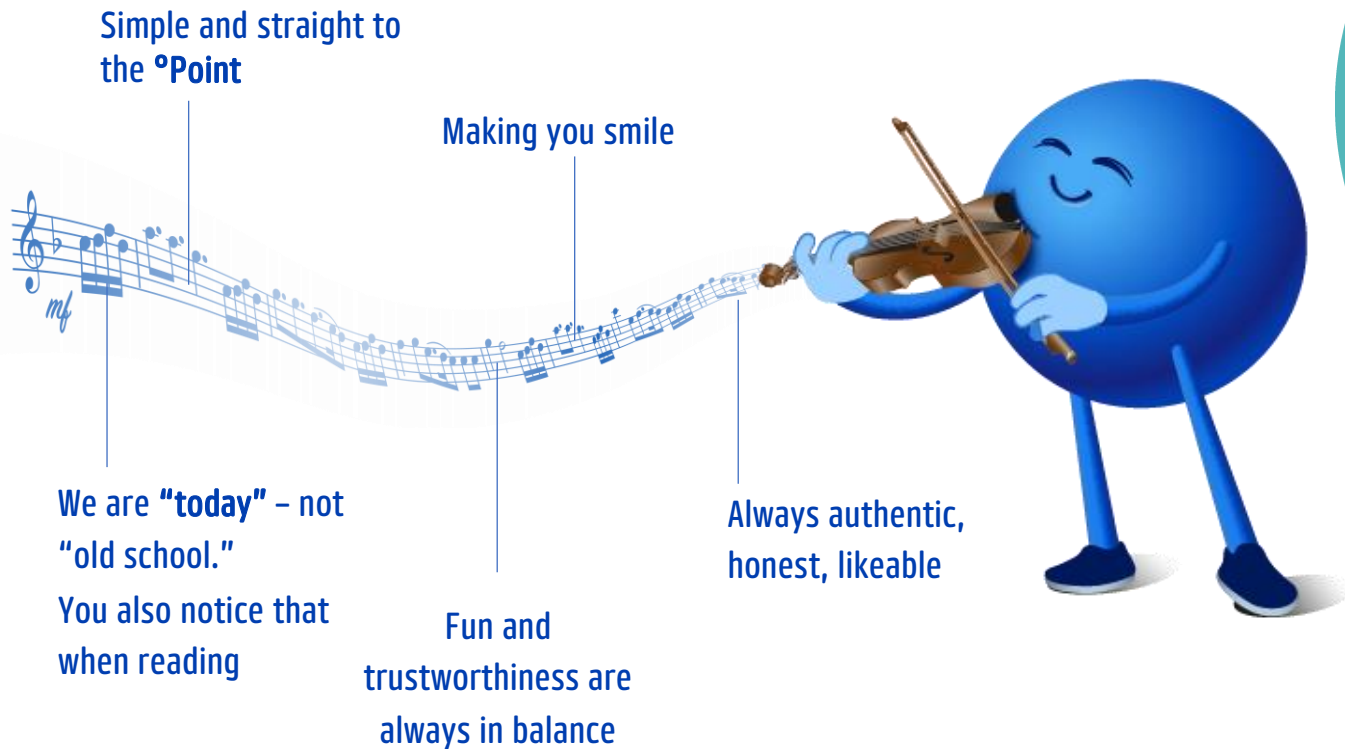 Simple and straight to
the °Point
Making you smile
mf
We are “today” – not
“old school.”
You also notice that
when reading
Fun and
trustworthiness are
always in balance
Always authentic,
honest, likeable